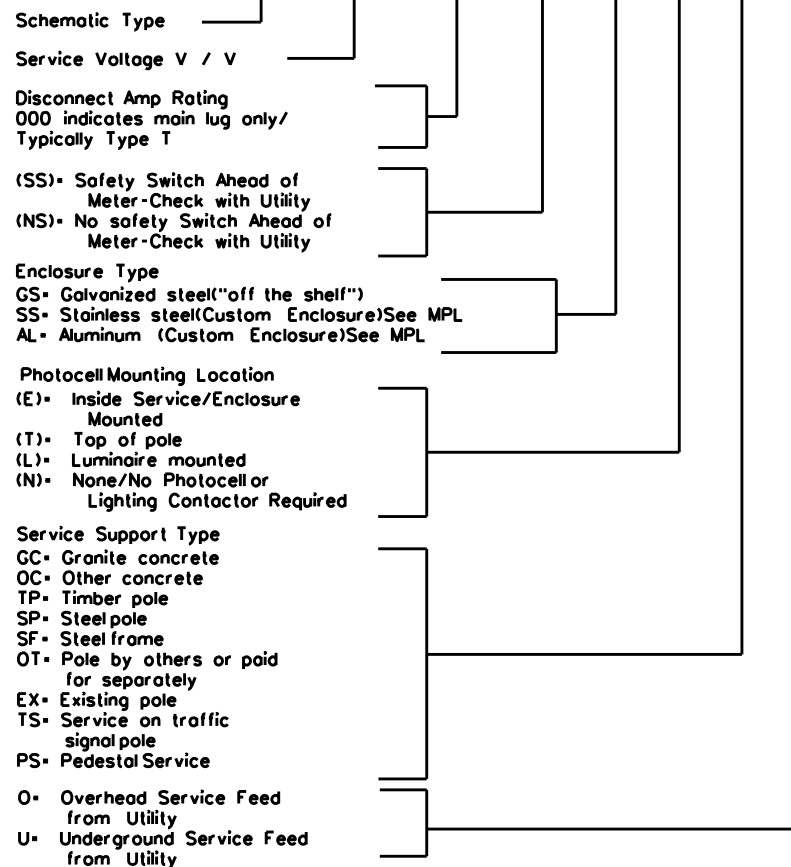 Schematic Type
Service Voltage V / V
Disconnect Amp Rating
000 indicates main lug only/
Typically Type T
(SS)= Safety Switch Ahead of
Meter-Check with Utility
(NS)= No safety Switch Ahead of
Meter-Check with Utility
Enclosure Type
GS= Galvanized steel("off the shelf")
SS= Stainless steel(Custom Enclosure)See MPL
AL= Aluminum (Custom Enclosure)See MPL
Photocell Mounting Location
(E)= Inside Service/Enclosure
Mounted
(T)= Top of pole
(L)= Luminaire mounted
(N)= None/No Photocell or
Lighting Contactor Required
Service Support Type
GC= Granite concrete
OC= Other concrete
TP= Timber pole
SP= Steel pole
SF= Steel frame
OT= Pole by others or paid
for separately
EX= Existing pole
TS= Service on traffic
signal pole
PS= Pedestal Service
O= Overhead Service Feed
from Utility
U= Underground Service Feed
from Utility